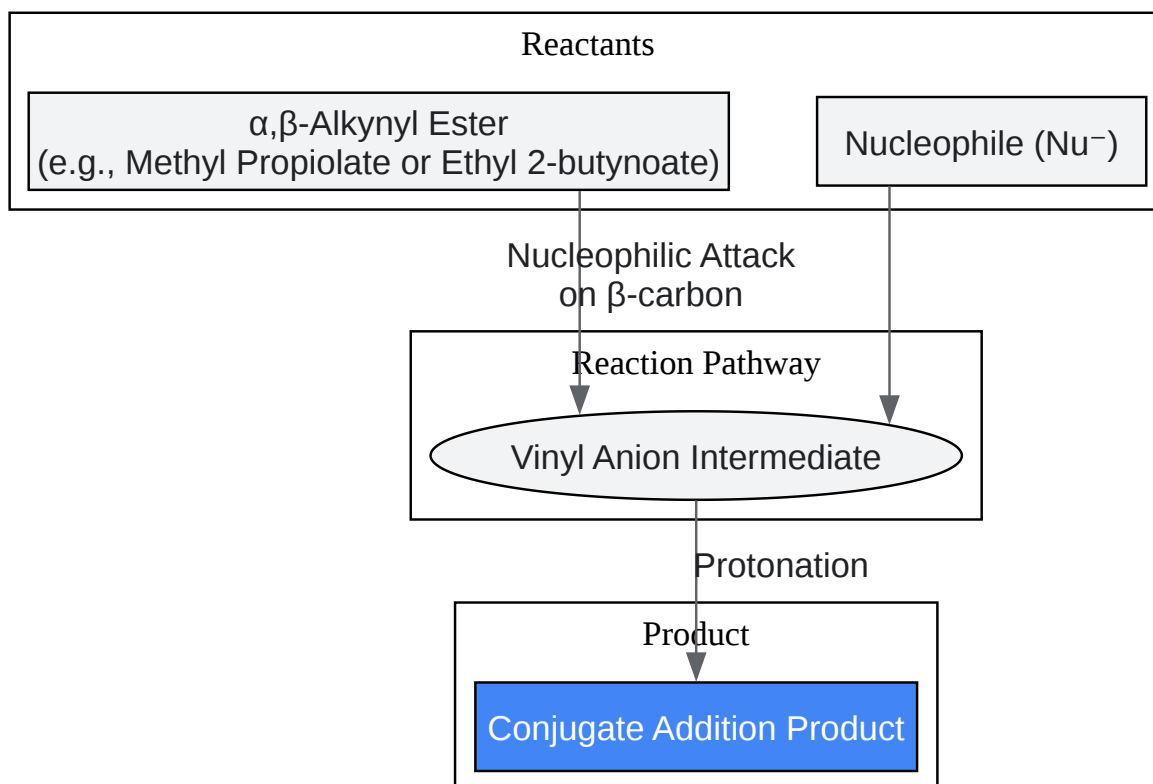 Reactants
α,β-Alkynyl Ester
(e.g., Methyl Propiolate or Ethyl 2-butynoate)
Nucleophile (Nu⁻)
Nucleophilic Attack
on β-carbon
Reaction Pathway
Vinyl Anion Intermediate
Protonation
Product
Conjugate Addition Product